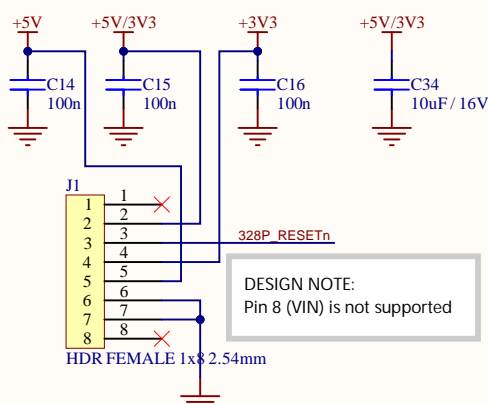 +5V
+5V/3V3
+3V3
+5V/3V3
C14
100n
C15
100n
C16
100n
C34
10uF / 16V
J1
1 1
2 2
3 3
328P_RESETn
4 4
5 5
6 6
7 7
8 8
HDR FEMALE 1x8 2.54mm
DESIGN NOTE:
Pin 8 (VIN) is not supported